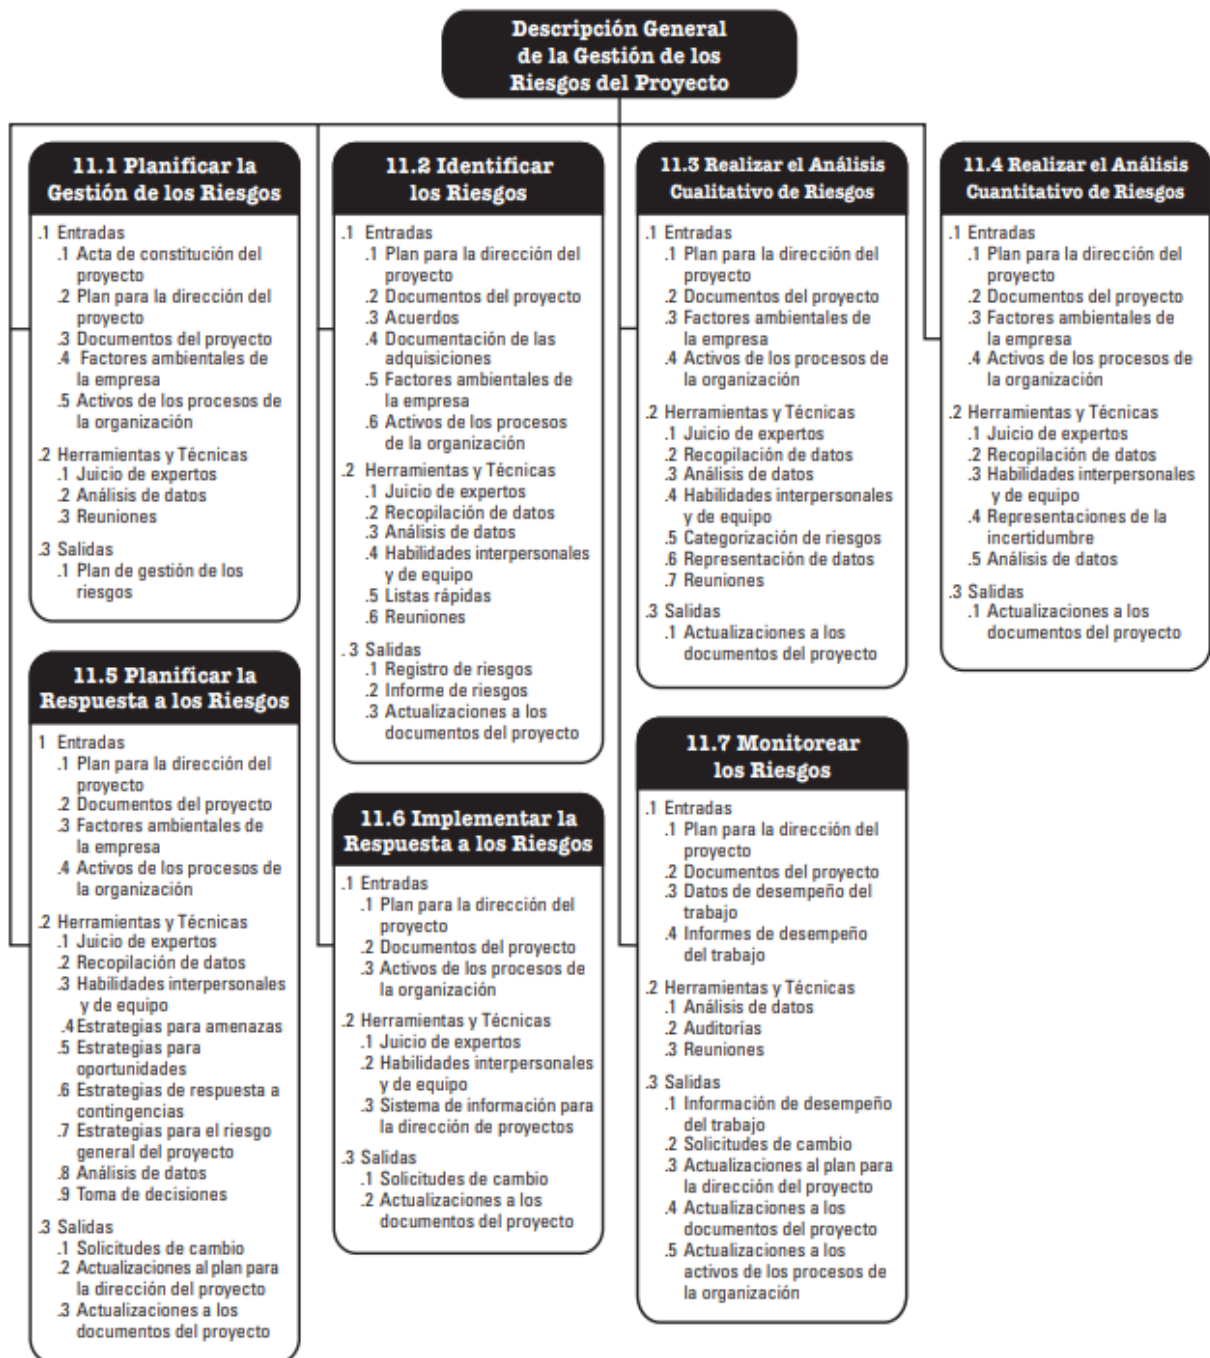 Descripción General
de la Gestión de los
Riesgos del Proyecto
11.1 Planificar la
Gestión de los Riesgos
.1 Entradas
.1 Acta de constitución del
proyecto
.2 Plan para la dirección del
proyecto
.3 Documentos del proyecto
.4 Factores ambientales de
la empresa
.5 Activos de los procesos de
la organización
.2 Herramientas y Técnicas
.1 Juicio de expertos
.2 Análisis de datos
.3 Reuniones
.3 Salidas
.1 Plan de gestión de los
riesgos
11.2 Identificar
los Riesgos
.1 Entradas
.1 Plan para la dirección del
proyecto
.2 Documentos del proyecto
.3 Acuerdos
.4 Documentación de las
adquisiciones
.5 Factores ambientales de
la empresa
.6 Activos de los procesos
de la organización
.2 Herramientas y Técnicas
.1 Juicio de expertos
.2 Recopilación de datos
.3 Análisis de datos
.4 Habilidades interpersonales
y de equipo
.5 Listas rápidas
.6 Reuniones
. 3 Salidas
.1 Registro de riesgos
.2 Informe de riesgos
.3 Actualizaciones a los
documentos del proyecto
11.3 Realizar el Análisis
Cualitativo de Riesgos
.1 Entradas
.1 Plan para la dirección del
proyecto
.2 Documentos del proyecto
.3 Factores ambientales de
la empresa
.4 Activos de los procesos de
la organización
.2 Herramientas y Técnicas
.1 Juicio de expertos
.2 Recopilación de datos
.3 Análisis de datos
.4 Habilidades interpersonales
y de equipo
.5 Categorización de riesgos
.6 Representación de datos
.7 Reuniones
.3 Salidas
.1 Actualizaciones a los
documentos del proyecto
11.4 Realizar el Análisis
Cuantitativo de Riesgos
.1 Entradas
.1 Plan para la dirección del
proyecto
.2 Documentos del proyecto
.3 Factores ambientales de
la empresa
.4 Activos de los procesos de
la organización
.2 Herramientas y Técnicas
.1 Juicio de expertos
.2 Recopilación de datos
.3 Habilidades interpersonales
y de equipo
.4 Representaciones de la
incertidumbre
.5 Análisis de datos
.3 Salidas
.1 Actualizaciones a los
documentos del proyecto
11.5 Planificar la
Respuesta a los Riesgos
1 Entradas
.1 Plan para la dirección del
proyecto
.2 Documentos del proyecto
.3 Factores ambientales de
la empresa
.4 Activos de los procesos de
la organización
.2 Herramientas y Técnicas
.1 Juicio de expertos
.2 Recopilación de datos
.3 Habilidades interpersonales
y de equipo
.4 Estrategias para amenazas
.5 Estrategias para
oportunidades
.6 Estrategias de respuesta a
contingencias
.7 Estrategias para el riesgo
general del proyecto
.8 Análisis de datos
.9 Toma de decisiones
.3 Salidas
.1 Solicitudes de cambio
.2 Actualizaciones al plan para
la dirección del proyecto
.3 Actualizaciones a los
documentos del proyecto
11.6 Implementar la
Respuesta a los Riesgos
.1 Entradas
.1 Plan para la dirección del
proyecto
.2 Documentos del proyecto
.3 Activos de los procesos de
la organización
.2 Herramientas y Técnicas
.1 Juicio de expertos
.2 Habilidades interpersonales
y de equipo
.3 Sistema de información para
la dirección de proyectos
.3 Salidas
.1 Solicitudes de cambio
.2 Actualizaciones a los
documentos del proyecto
11.7 Monitorear
los Riesgos
.1 Entradas
.1 Plan para la dirección del
proyecto
.2 Documentos del proyecto
.3 Datos de desempeño del
trabajo
.4 Informes de desempeño
del trabajo
.2 Herramientas y Técnicas
.1 Análisis de datos
.2 Auditorías
.3 Reuniones
.3 Salidas
.1 Información de desempeño
del trabajo
.2 Solicitudes de cambio
.3 Actualizaciones al plan para
la dirección del proyecto
.4 Actualizaciones a los
documentos del proyecto
.5 Actualizaciones a los
activos de los procesos de
la organización